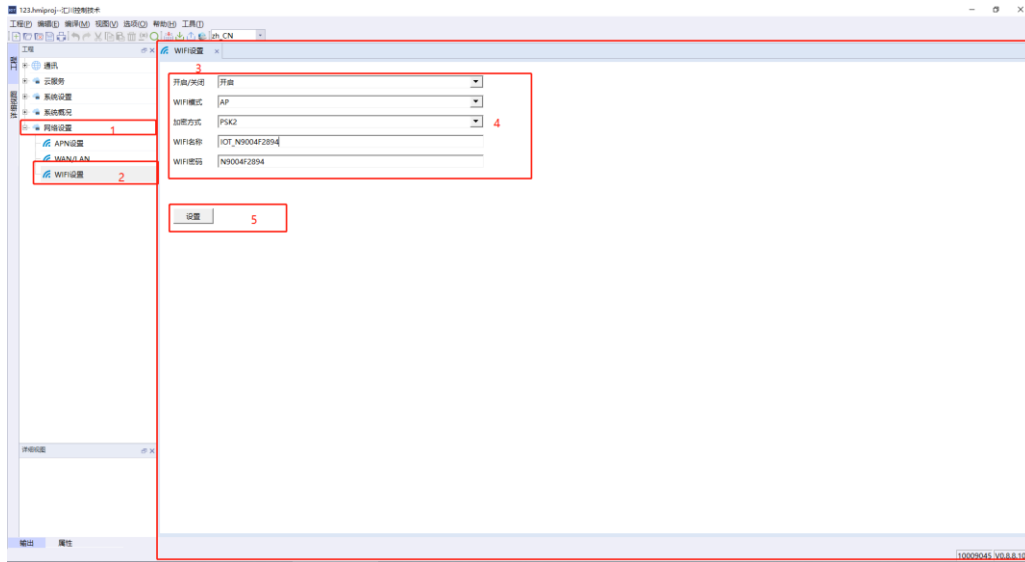 123.hmiproj--汇川控制技术
工程(P) 编辑(E) 编译(M) 视图(V) 选项(O) 帮助(H) 工具(T)
zh_CN
工程
WIFI设置
通讯
云服务
系统设置
系统概况
网络设置
1
APN设置
WAN/LAN
WIFI设置
2
3
开启/关闭 开启
WIFI模式 AP
加密方式 PSK2
4
WIFI名称 IOT_N9004F2894
WIFI密码 N9004F2894
设置
5
详细视图
输出 属性
10009045 V0.8.8.10